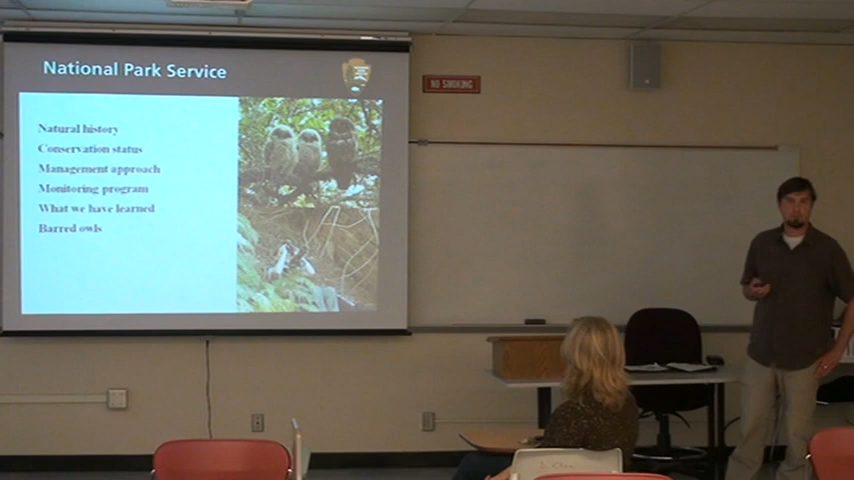 National Park Service
NO SMOKING
Natural history
Conservation status
Management approach
Monitoring program
What we have learned
Barred owls